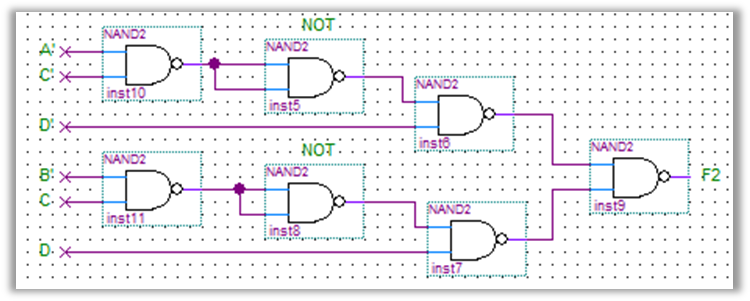 NOT
NAND2
A'
C'
inst10
NAND2
inst5
NAND2
D'
inst6
NOT
NAND2
B'
C
inst11
NAND2
inst8
NAND2
F2
inst9
NAND2
D
inst7